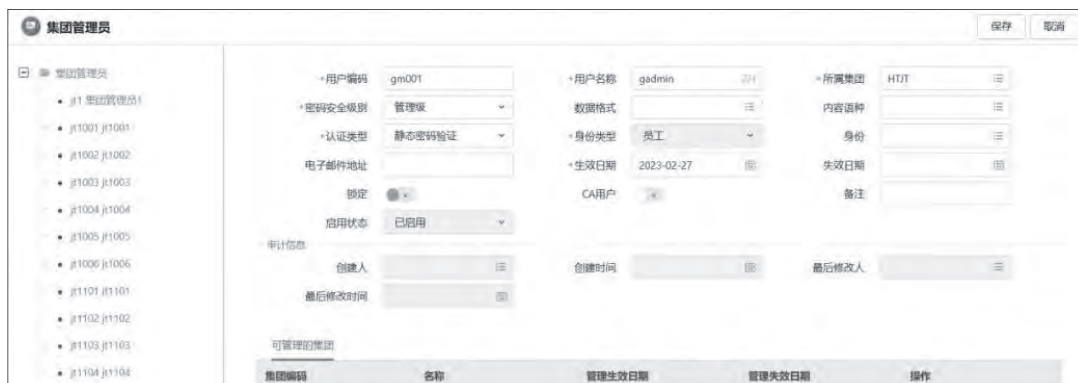 集团管理员
保存 取消
集团管理员
jt1 集团管理员1
jt1001 jt1001
jt1002 jt1002
jt1003 jt1003
jt1004 jt1004
jt1005 jt1005
jt1006 jt1006
jt1101 jt1101
jt1102 jt1102
jt1103 jt1103
jt1104 jt1104
*用户编码 gm001 *用户名称 gadmin *所属集团 HTJT
*密码安全级别 管理级 数据格式 内容语种
*认证类型 静态密码验证 *身份类型 员工 身份
电子邮件地址 *生效日期 2023-02-27 失效日期
锁定 CA用户 备注
启用状态 已启用
审计信息
创建人 创建时间 最后修改人
最后修改时间
可管理的集团
集团编码 名称 管理生效日期 管理失效日期 操作